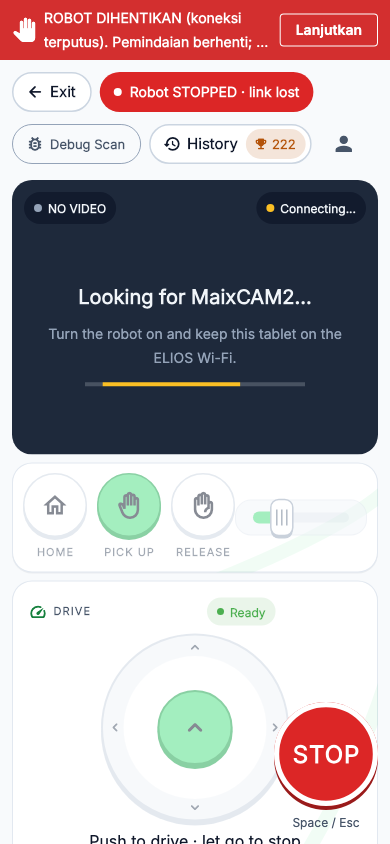 ROBOT DIHENTIKAN (koneksi
terputus). Pemindaian berhenti; ...
Lanjutkan
Exit
Robot STOPPED · link lost
Debug Scan
History
222
NO VIDEO
Connecting...
Looking for MaixCAM2...
Turn the robot on and keep this tablet on the
ELIOS Wi-Fi.
HOME
PICK UP
RELEASE
DRIVE
Ready
STOP
Space / Esc
Push to drive · let go to stop